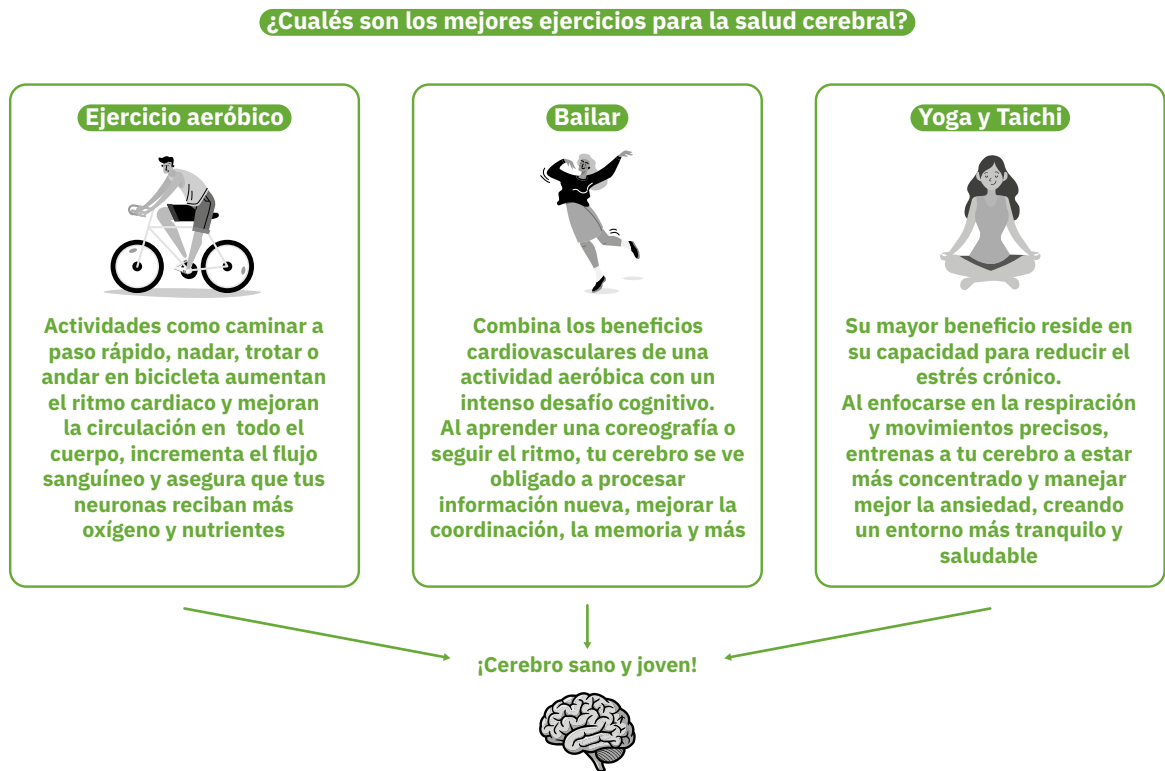 ¿Cualés son los mejores ejercicios para la salud cerebral?
Ejercicio aeróbico
Actividades como caminar a
paso rápido, nadar, trotar o
andar en bicicleta aumentan
el ritmo cardiaco y mejoran
la circulación en todo el
cuerpo, incrementa el flujo
sanguíneo y asegura que tus
neuronas reciban más
oxígeno y nutrientes
Bailar
Combina los beneficios
cardiovasculares de una
actividad aeróbica con un
intenso desafío cognitivo.
Al aprender una coreografía o
seguir el ritmo, tu cerebro se ve
obligado a procesar
información nueva, mejorar la
coordinación, la memoria y más
Yoga y Taichi
Su mayor beneficio reside en
su capacidad para reducir el
estrés crónico.
Al enfocarse en la respiración
y movimientos precisos,
entrenas a tu cerebro a estar
más concentrado y manejar
mejor la ansiedad, creando
un entorno más tranquilo y
saludable
¡Cerebro sano y joven!